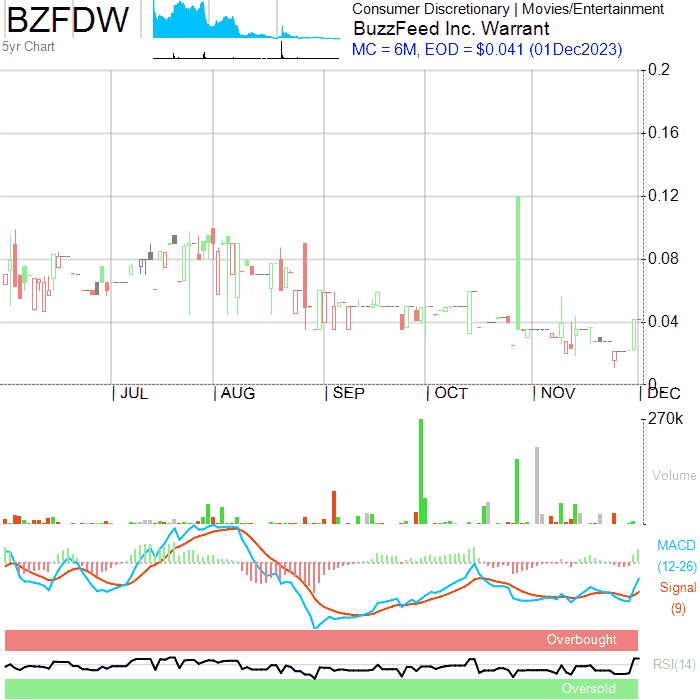 BZFDW
5yr Chart
Consumer Discretionary | Movies/Entertainment
BuzzFeed Inc. Warrant
MC = 6M, EOD = $0.041 (01Dec2023)
0.2
0.16
0.12
0.08
0.04
0
|JUL |AUG |SEP |OCT |NOV |DEC
270k
Volume
MACD
(12-26)
Signal
(9)
Overbought
RSI(14)
Oversold